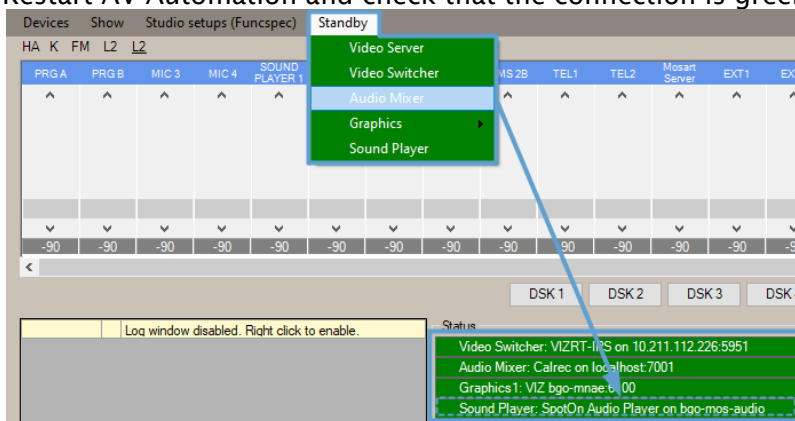 Restart AV Automation and check that the connection is green
Devices Show Studio setups (Funcspec) Standby
HA K FM L2 L2
Video Server
Video Switcher
Audio Mixer
Graphics
Sound Player
PRG A PRG B MIC 3 MIC 4 SOUND PLAYER 1 MS 2B TEL1 TEL2 Mosart Server EXT1
-90 -90 -90 -90 -90 -90 -90 -90 -90 -90 -90 -90 -90
DSK 1 DSK 2 DSK 3 DSK
Log window disabled. Right click to enable.
Status
Video Switcher: VIZRT-IPS on 10.211.112.226:5951
Audio Mixer: Calrec on localhost:7001
Graphics1: VIZ bgo-mnae:6100
Sound Player: SpotOn Audio Player on bgo-mos-audio